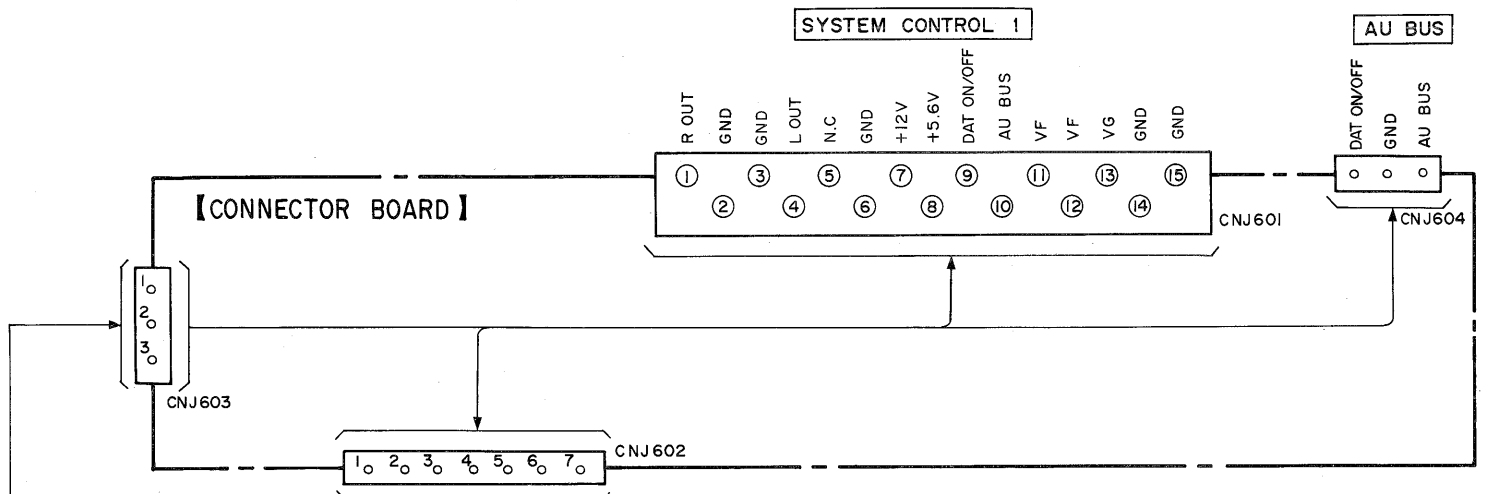 SYSTEM CONTROL 1
AU BUS
R OUT
GND
GND
L OUT
N.C
GND
+12V
+5.6V
DAT ON/OFF
AU BUS
VF
VF
VG
GND
GND
DAT ON/OFF
GND
AU BUS
1 3 5 7 9 11 13 15
2 4 6 8 10 12 14
【CONNECTOR BOARD】
CNJ601
CNJ604
1
2
3
CNJ603
CNJ602
1 2 3 4 5 6 7